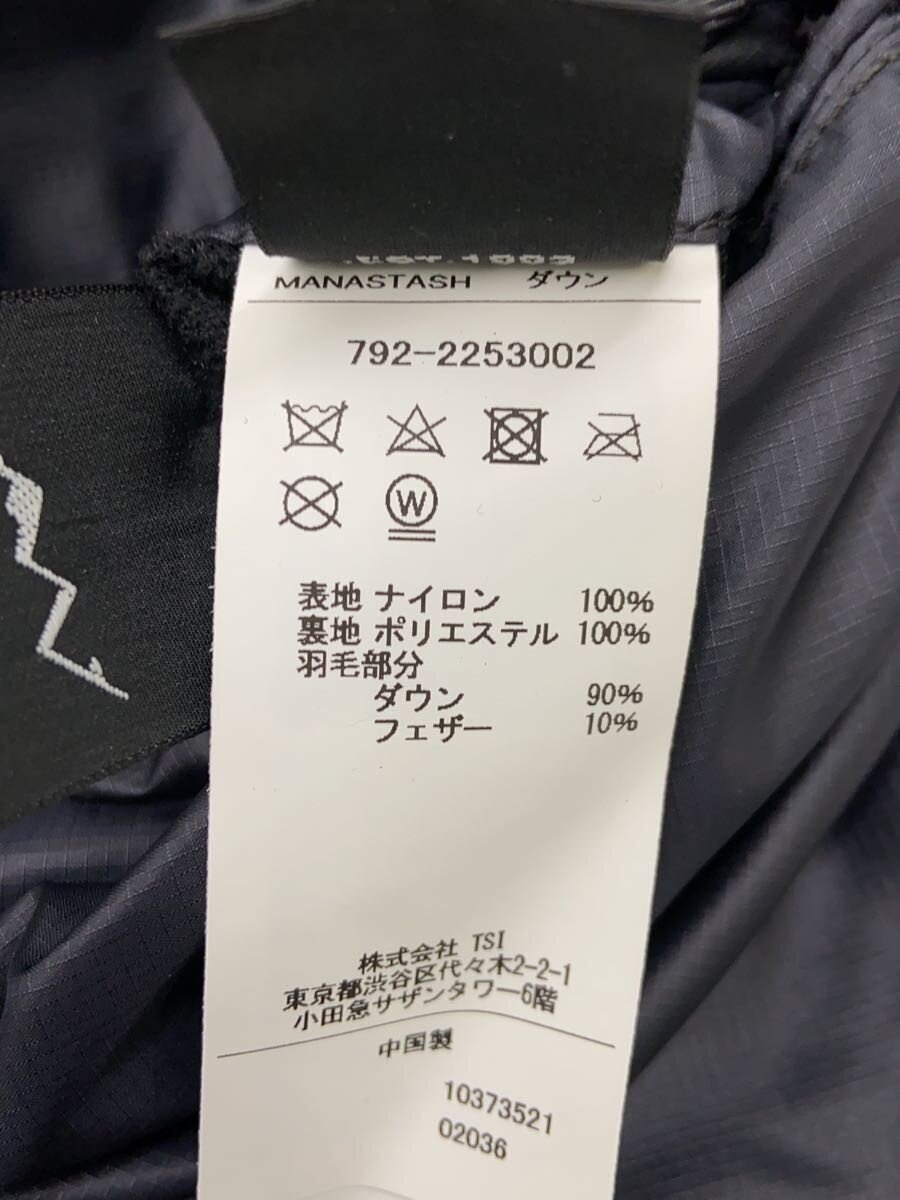 EST.1993
MANASTASH ダウン
792-2253002
W
表地 ナイロン 100%
裏地 ポリエステル 100%
羽毛部分
ダウン 90%
フェザー 10%
株式会社 TSI
東京都渋谷区代々木2-2-1
小田急サザンタワー6階
中国製
10373521
02036